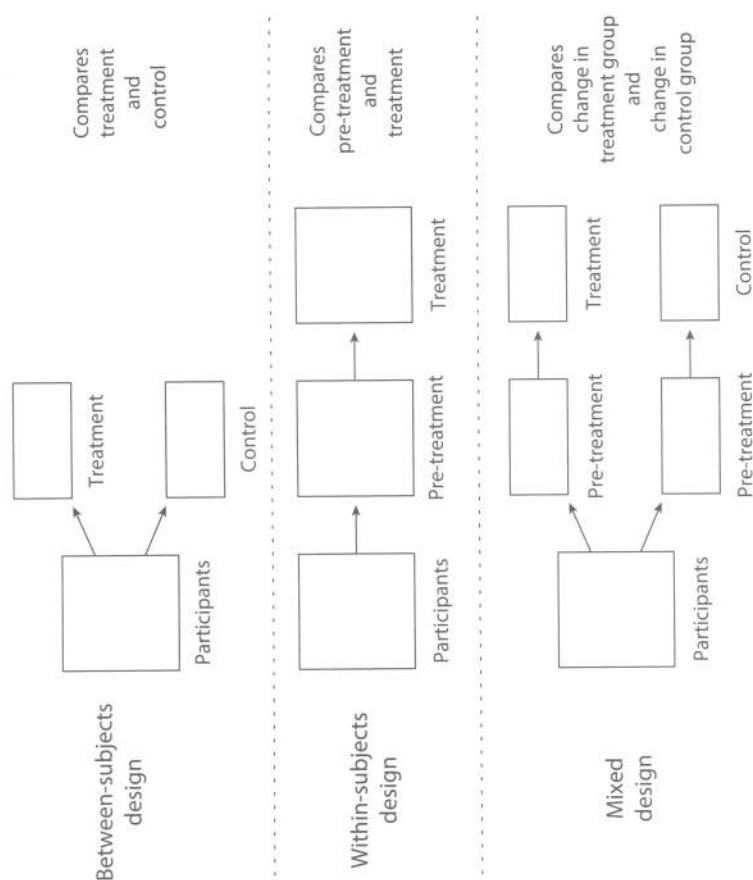 Between-subjects
design
Participants
Treatment
Control
Compares
treatment
and
control
Within-subjects
design
Participants
Pre-treatment
Treatment
Compares
pre-treatment
and
treatment
Mixed
design
Participants
Pre-treatment
Treatment
Pre-treatment
Control
Compares
change in
treatment group
and
change in
control group